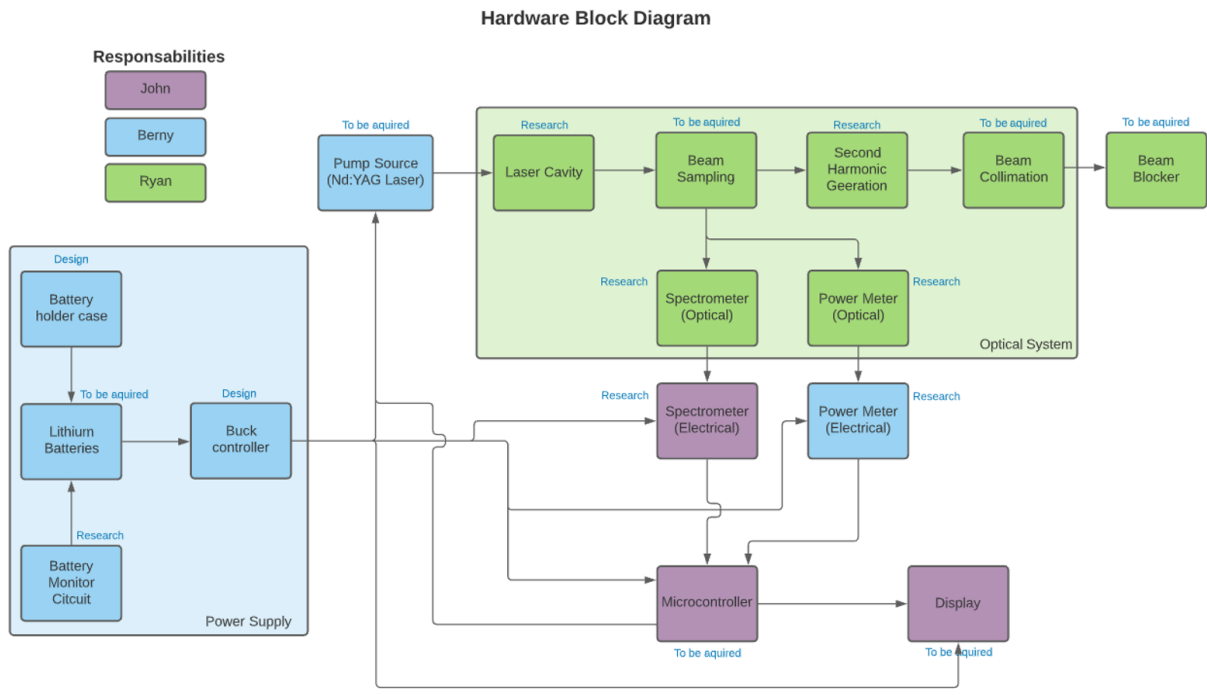 Hardware Block Diagram
Responsabilities
John
Berny
Ryan
To be aquired
Pump Source
(Nd:YAG Laser)
Research
Laser Cavity
To be aquired
Beam
Sampling
Research
Second
Harmonic
Geeration
To be aquired
Beam
Collimation
To be aquired
Beam
Blocker
Research
Spectrometer
(Optical)
Power Meter
(Optical)
Research
Optical System
Design
Battery
holder case
To be aquired
Lithium
Batteries
Design
Buck
controller
Research
Battery
Monitor
Citcuit
Power Supply
Research
Spectrometer
(Electrical)
Power Meter
(Electrical)
Research
Microcontroller
To be aquired
Display
To be aquired